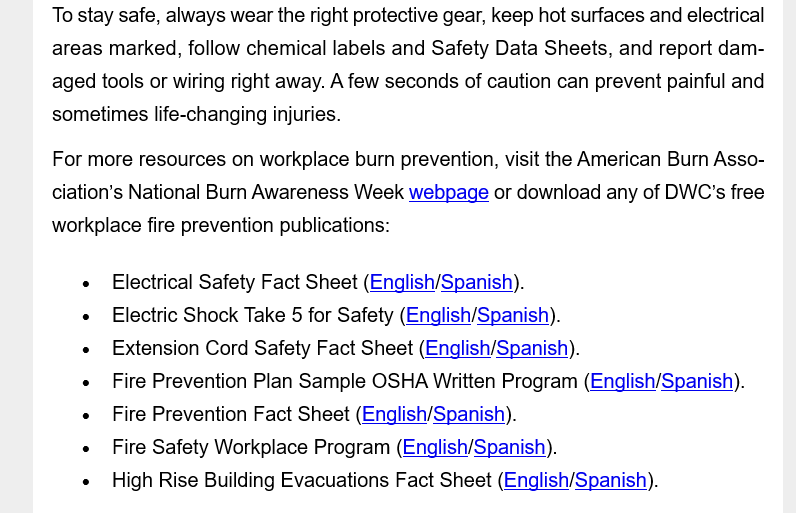 To stay safe, always wear the right protective gear, keep hot surfaces and electrical
areas marked, follow chemical labels and Safety Data Sheets, and report dam-
aged tools or wiring right away. A few seconds of caution can prevent painful and
sometimes life-changing injuries.
For more resources on workplace burn prevention, visit the American Burn Asso-
ciation’s National Burn Awareness Week webpage or download any of DWC’s free
workplace fire prevention publications:
• Electrical Safety Fact Sheet (English/Spanish).
• Electric Shock Take 5 for Safety (English/Spanish).
• Extension Cord Safety Fact Sheet (English/Spanish).
• Fire Prevention Plan Sample OSHA Written Program (English/Spanish).
• Fire Prevention Fact Sheet (English/Spanish).
• Fire Safety Workplace Program (English/Spanish).
• High Rise Building Evacuations Fact Sheet (English/Spanish).